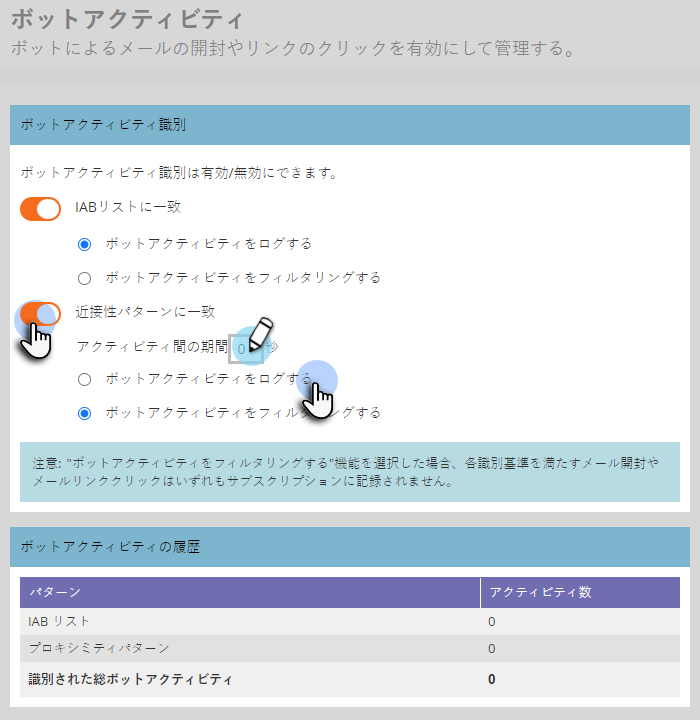 ボットアクティビティ
ボットによるメールの開封やリンクのクリックを有効にして管理する。
ボットアクティビティ識別
ボットアクティビティ識別は有効/無効にできます。
IABリストに一致
ボットアクティビティをログする
ボットアクティビティをフィルタリングする
近接性パターンに一致
アクティビティ間の期間 0 秒
ボットアクティビティをログする
ボットアクティビティをフィルタリングする
注意: "ボットアクティビティをフィルタリングする"機能を選択した場合、各識別基準を満たすメール開封や
メールリンククリックはいずれもサブスクリプションに記録されません。
ボットアクティビティの履歴
パターン アクティビティ数
IAB リスト 0
プロキシミティパターン 0
識別された総ボットアクティビティ 0